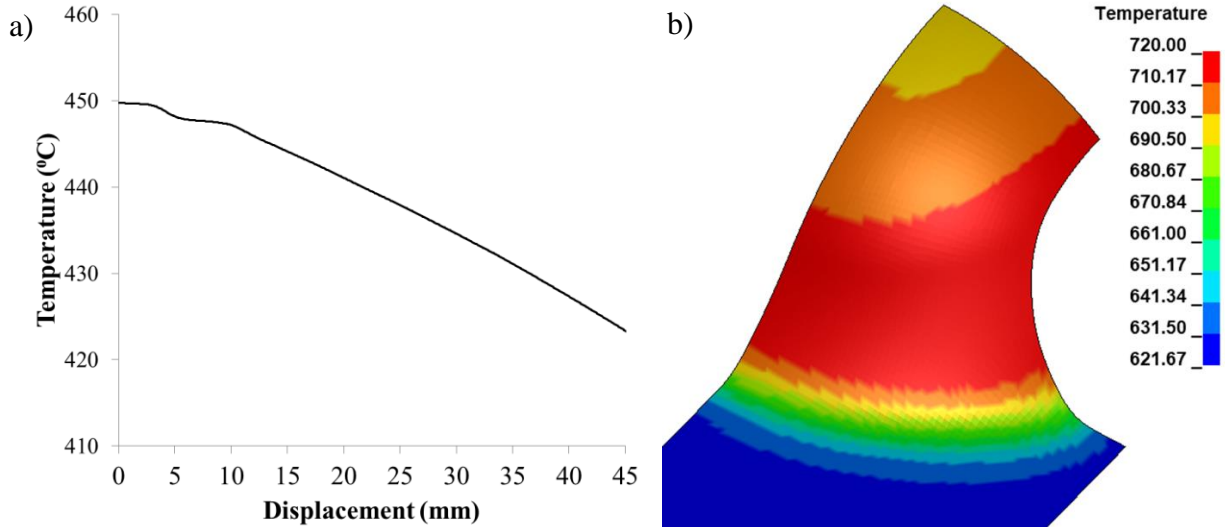 a)
460
450
440
430
420
410
Temperature (ºC)
0 5 10 15 20 25 30 35 40 45
Displacement (mm)
b)
Temperature
720.00
710.17
700.33
690.50
680.67
670.84
661.00
651.17
641.34
631.50
621.67